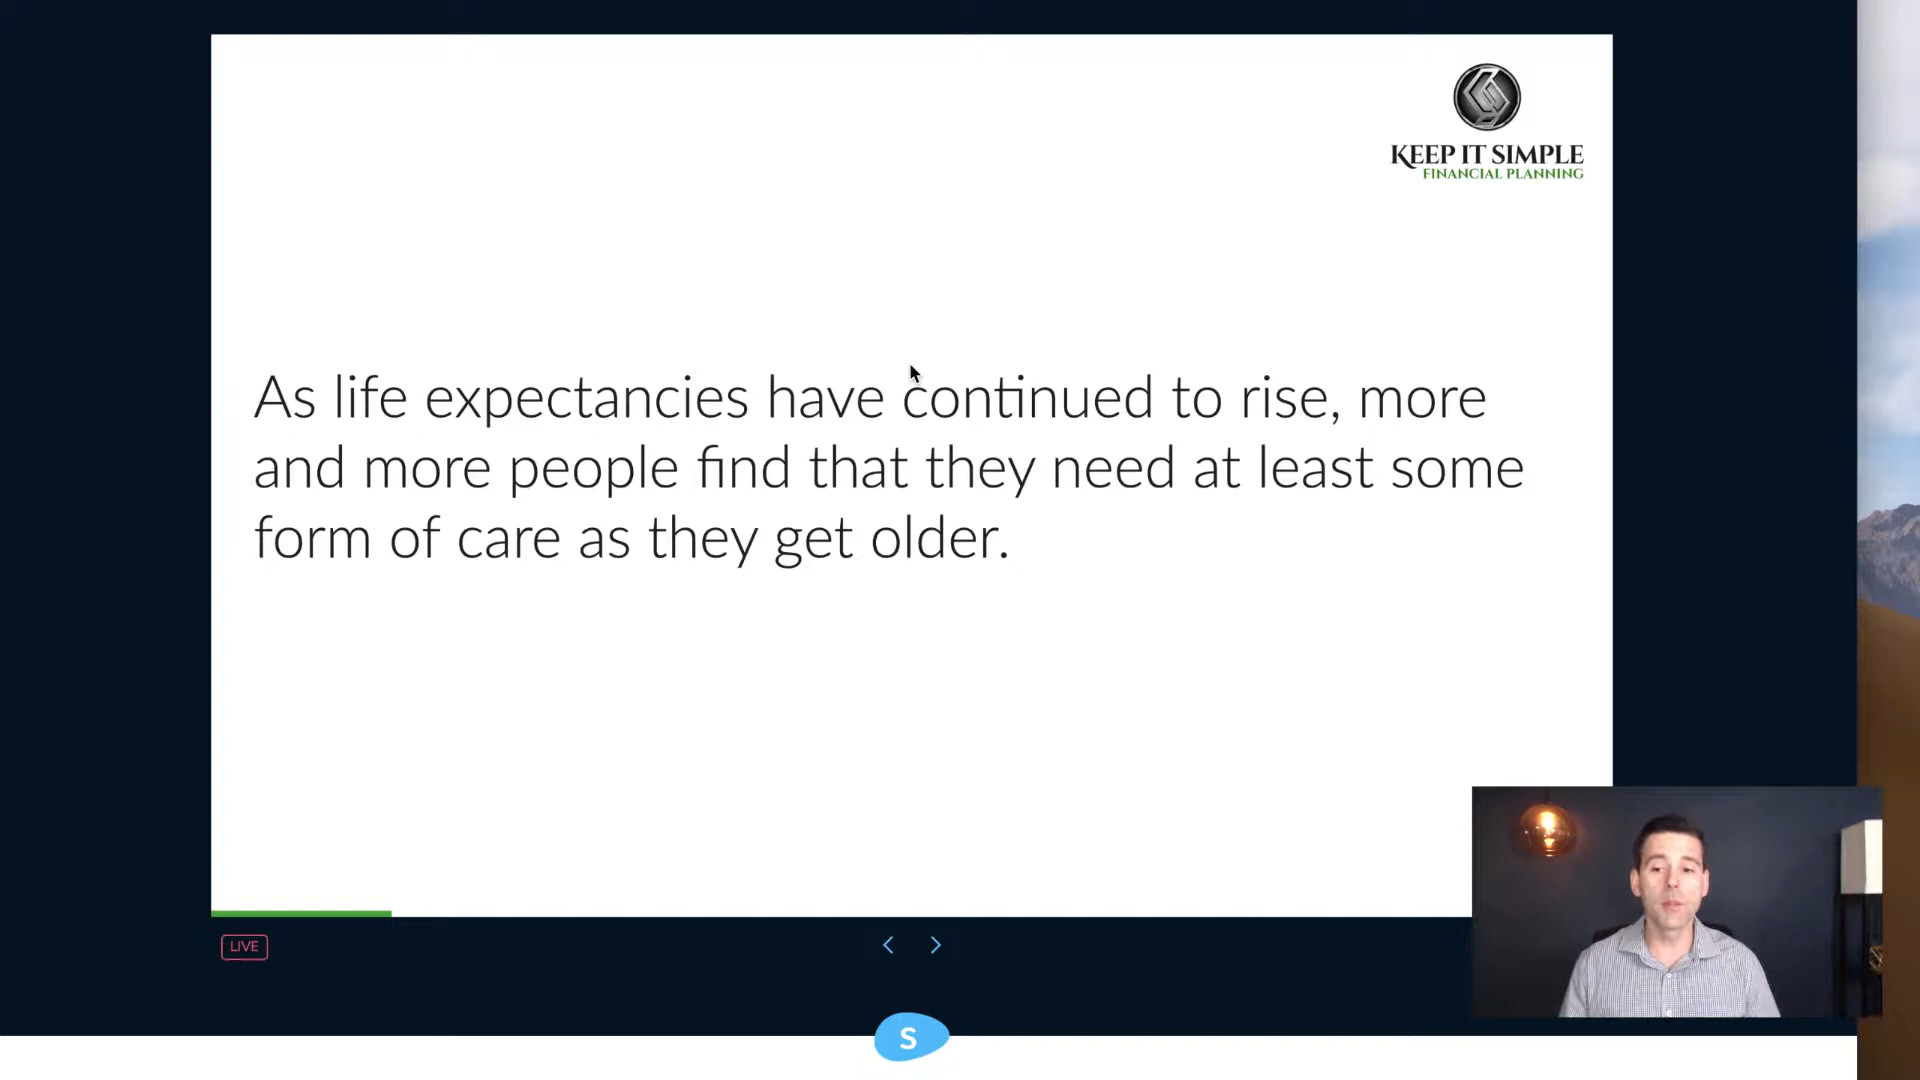 KEEP IT SIMPLE
FINANCIAL PLANNING
As life expectancies have continued to rise, more
and more people find that they need at least some
form of care as they get older.
LIVE
S